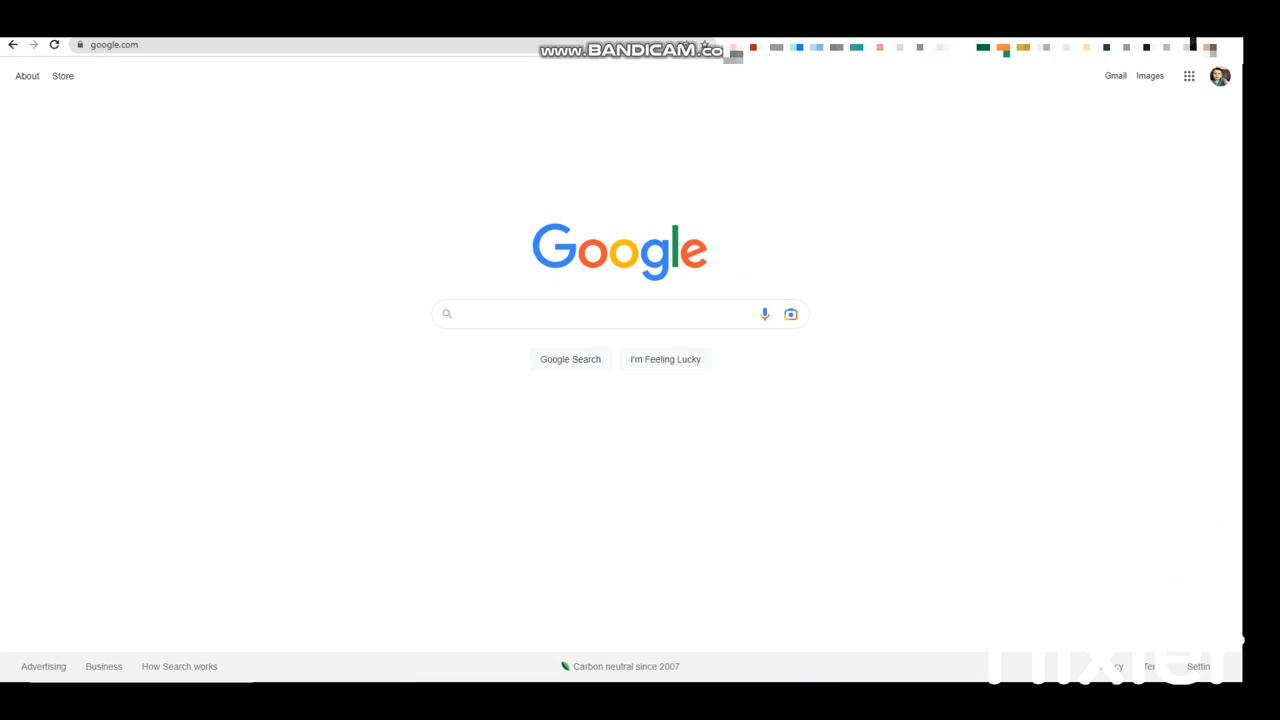 google.com
www.BANDICAM.co
About Store
Gmail Images
Google
Google Search I'm Feeling Lucky
Advertising Business How Search works
Carbon neutral since 2007